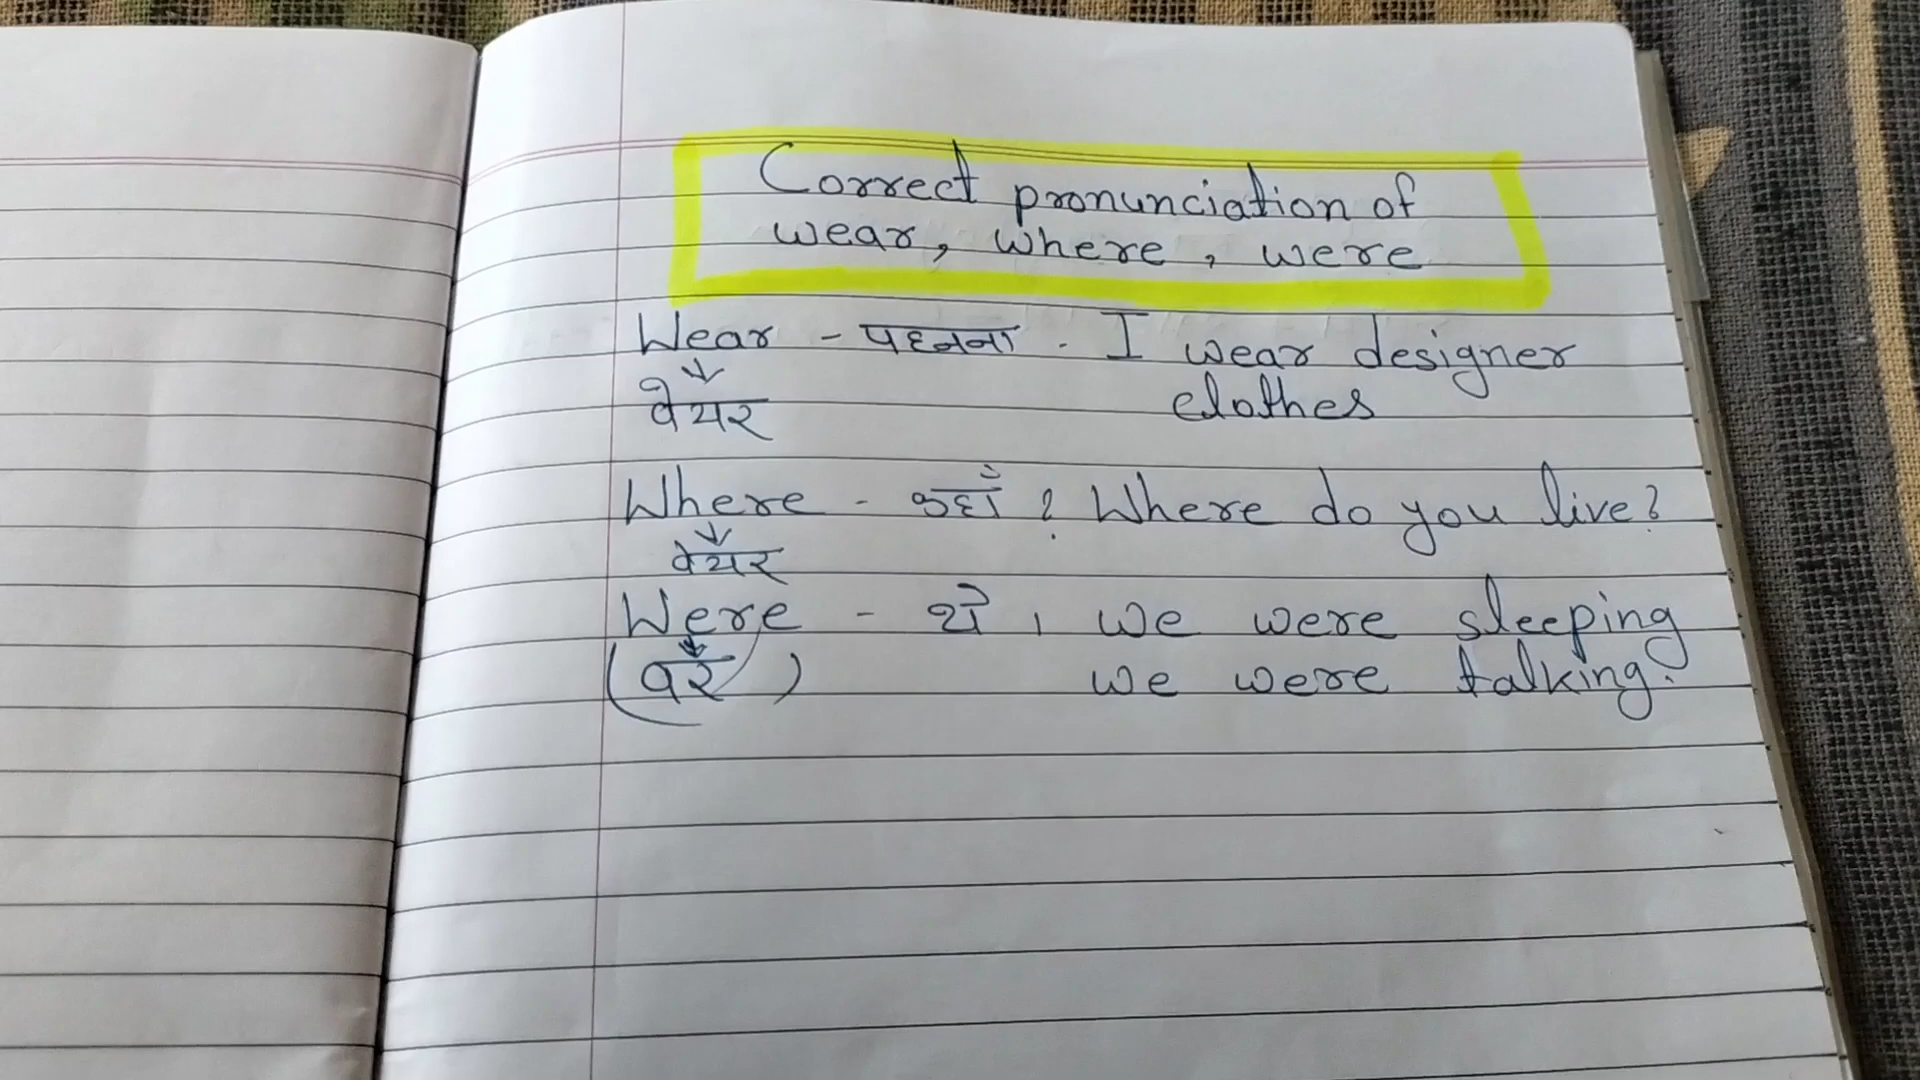 Correct pronunciation of
wear, where, were
Wear - पहनना - I wear designer
वेयर clothes
Where - कहाँ ? Where do you live?
वेयर
Were - थे, we were sleeping
(वर) we were talking.